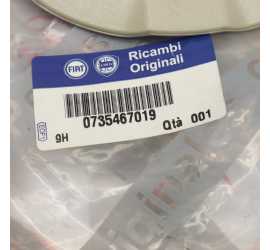 FIAT
Ricambi
Originali
0735467019
9H
Qtà 001